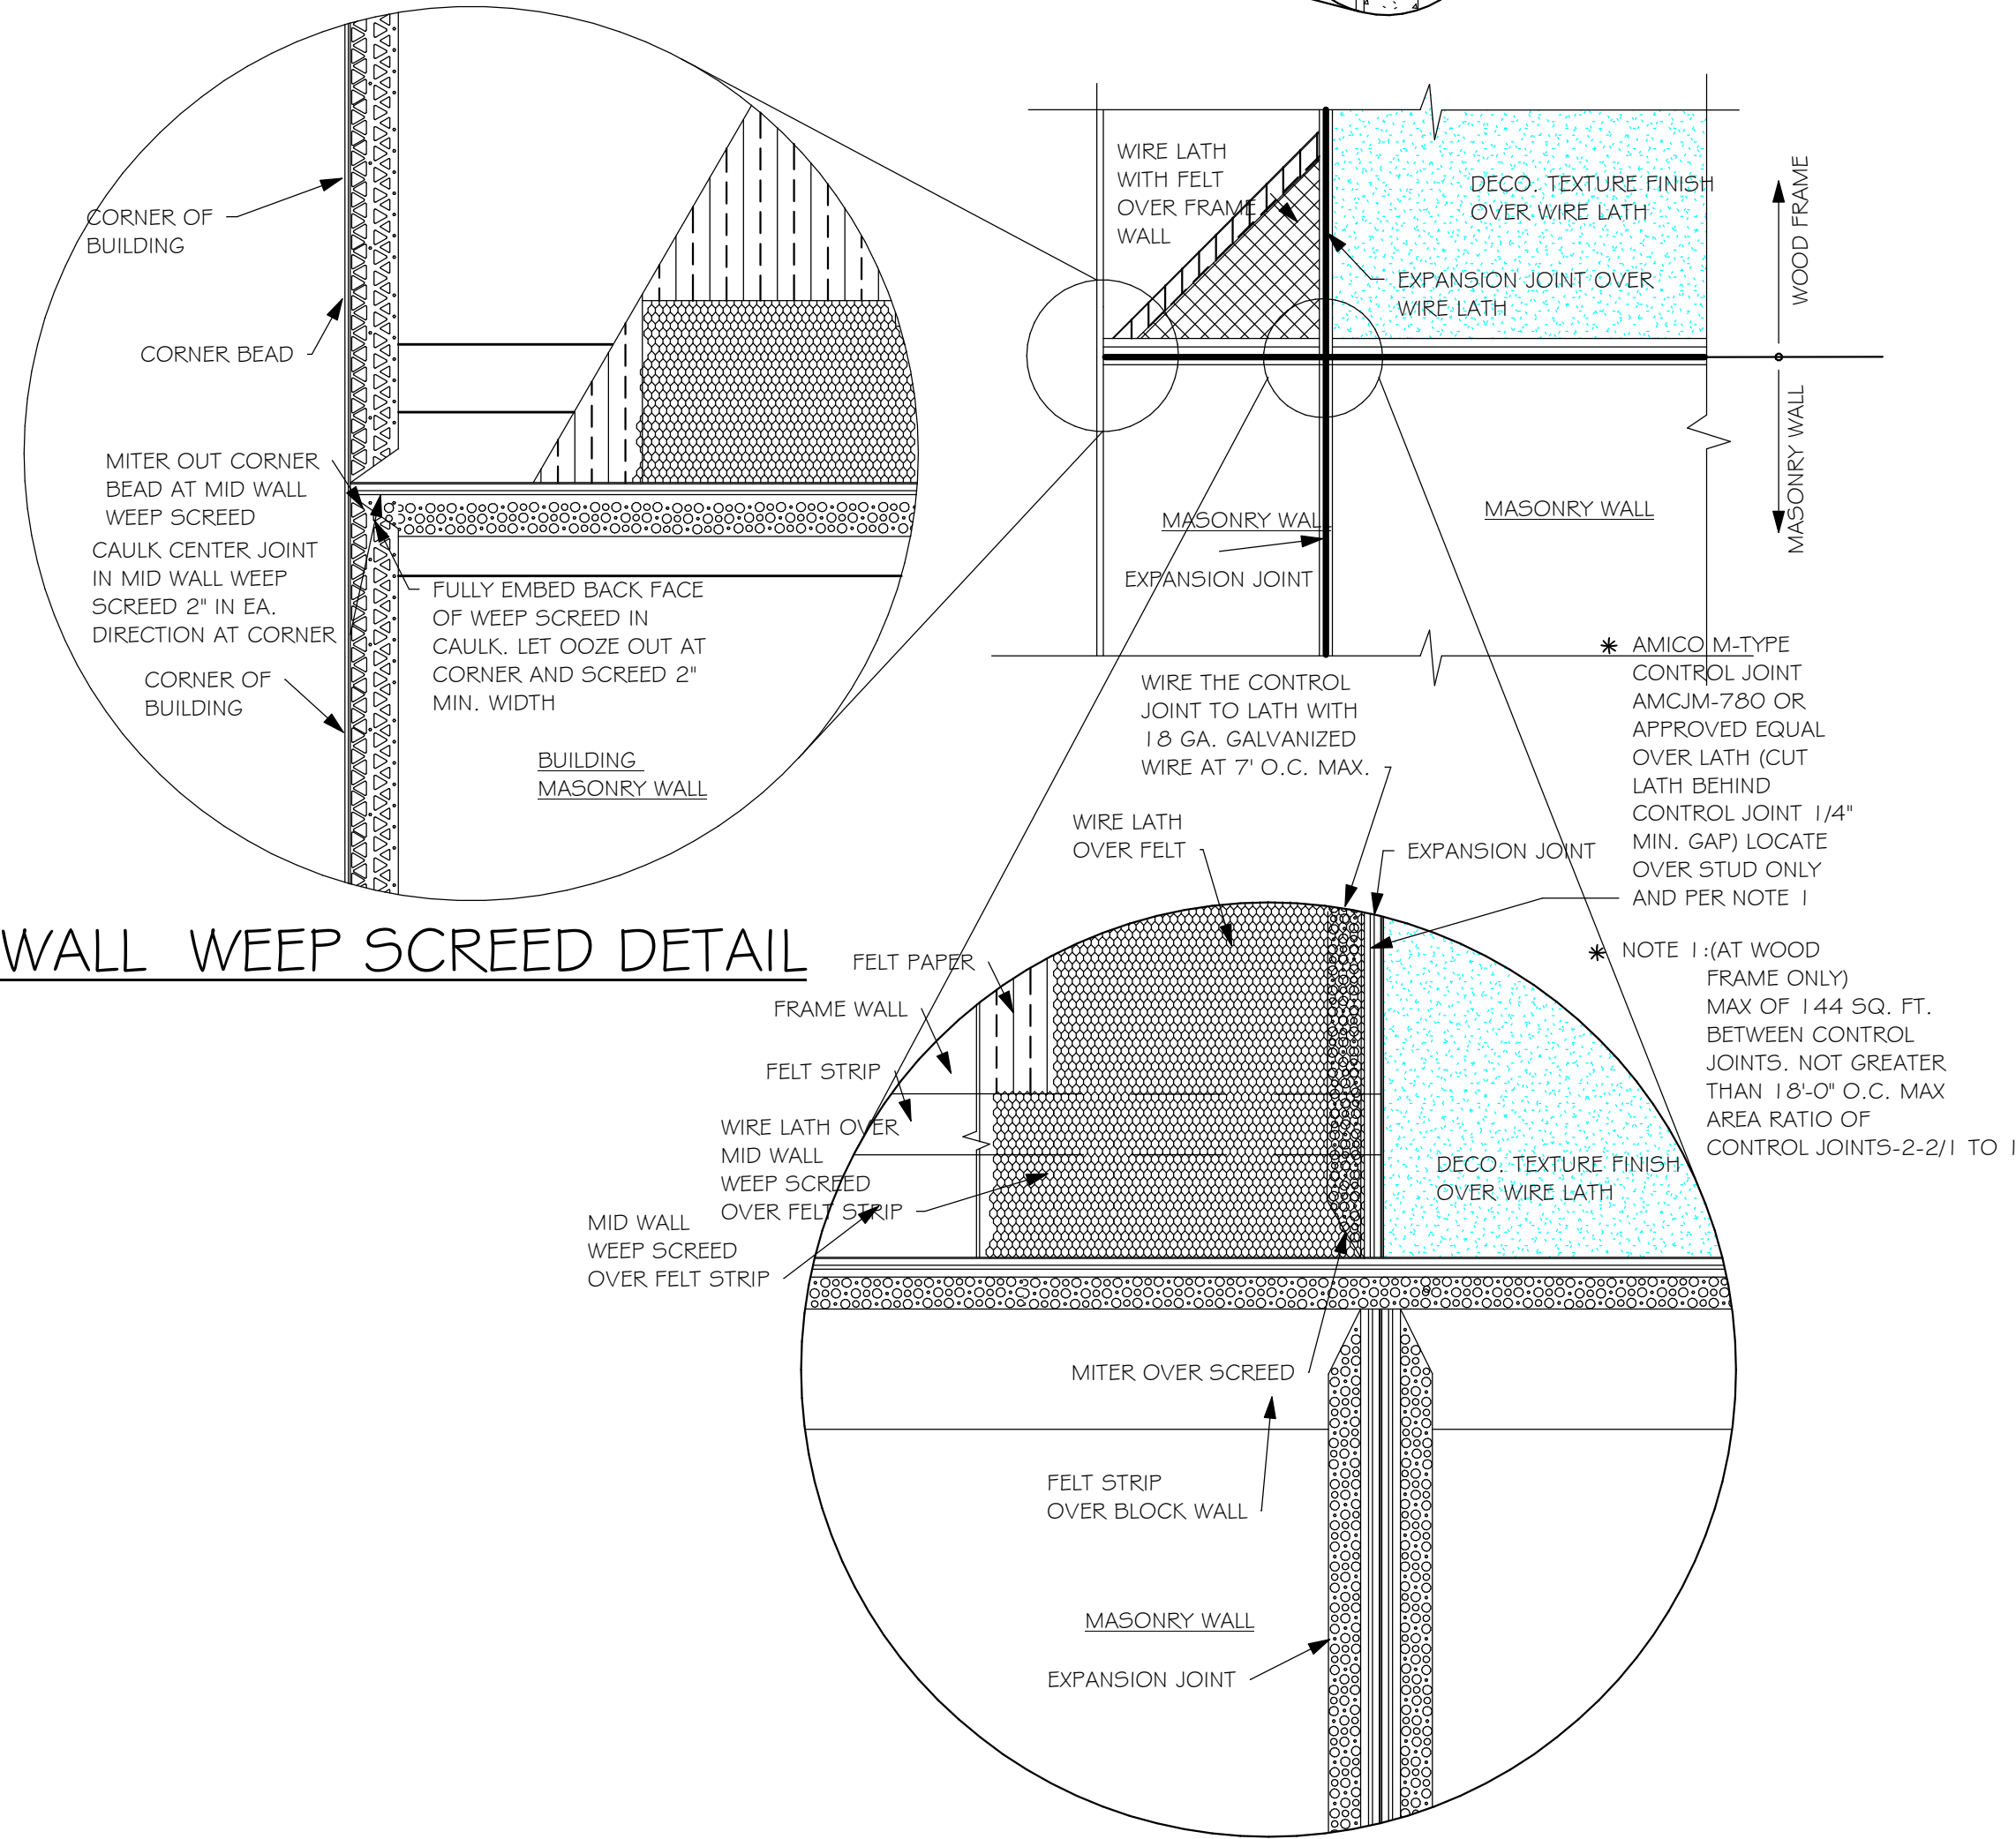 CORNER OF
BUILDING
CORNER BEAD
MITER OUT CORNER
BEAD AT MID WALL
WEEP SCREED
CAULK CENTER JOINT
IN MID WALL WEEP
SCREED 2" IN EA.
DIRECTION AT CORNER
CORNER OF
BUILDING
FULLY EMBED BACK FACE
OF WEEP SCREED IN
CAULK. LET OOZE OUT AT
CORNER AND SCREED 2"
MIN. WIDTH
BUILDING
MASONRY WALL
WALL WEEP SCREED DETAIL
WIRE LATH
WITH FELT
OVER FRAME
WALL
DECO. TEXTURE FINISH
OVER WIRE LATH
EXPANSION JOINT OVER
WIRE LATH
WOOD FRAME
MASONRY WALL
MASONRY WALL
MASONRY WALL
EXPANSION JOINT
WIRE THE CONTROL
JOINT TO LATH WITH
18 GA. GALVANIZED
WIRE AT 7' O.C. MAX.
* AMICO M-TYPE
CONTROL JOINT
AMCJM-780 OR
APPROVED EQUAL
OVER LATH (CUT
LATH BEHIND
CONTROL JOINT 1/4"
MIN. GAP) LOCATE
OVER STUD ONLY
AND PER NOTE 1
WIRE LATH
OVER FELT
EXPANSION JOINT
* NOTE 1:(AT WOOD
FRAME ONLY)
MAX OF 144 SQ. FT.
BETWEEN CONTROL
JOINTS. NOT GREATER
THAN 18'-0" O.C. MAX
AREA RATIO OF
CONTROL JOINTS-2-2/1 TO 1
FELT PAPER
FRAME WALL
FELT STRIP
WIRE LATH OVER
MID WALL
WEEP SCREED
OVER FELT STRIP
MID WALL
WEEP SCREED
OVER FELT STRIP
DECO. TEXTURE FINISH
OVER WIRE LATH
MITER OVER SCREED
FELT STRIP
OVER BLOCK WALL
MASONRY WALL
EXPANSION JOINT